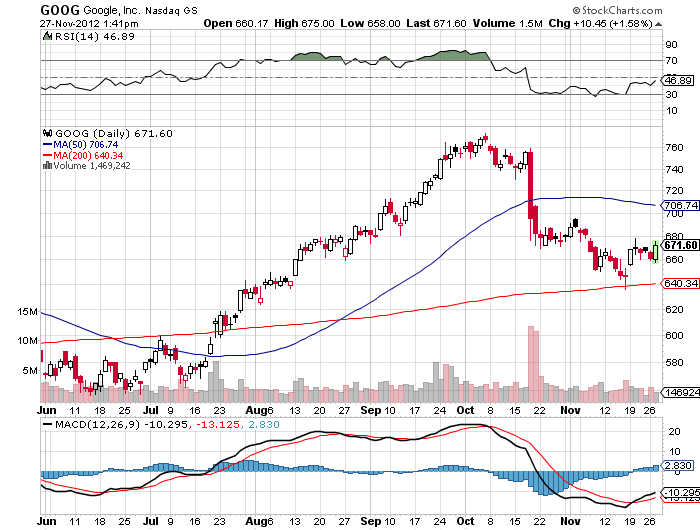 GOOG Google, Inc. Nasdaq GS © StockCharts.com
27-Nov-2012 1:41pm Open 660.17 High 675.00 Low 658.00 Last 671.60 Volume 1.5M Chg +10.45 (+1.58%)
RSI(14) 46.89
90
70
50
46.89
30
10
GOOG (Daily) 671.60
MA(50) 706.74
MA(200) 640.34
Volume 1,469,242
760
740
720
706.74
700
680
671.60
660
640.34
620
600
580
560
15M
10M
5M
1469242
Jun 11 18 25 Jul 9 16 23 Aug 6 13 20 27 Sep 10 17 24 Oct 8 15 22 Nov 12 19 26
MACD(12,26,9) -10.295, -13.125, 2.830
20
10
2.830
-10.295
-13.125
Jun 11 18 25 Jul 9 16 23 Aug 6 13 20 27 Sep 10 17 24 Oct 8 15 22 Nov 12 19 26